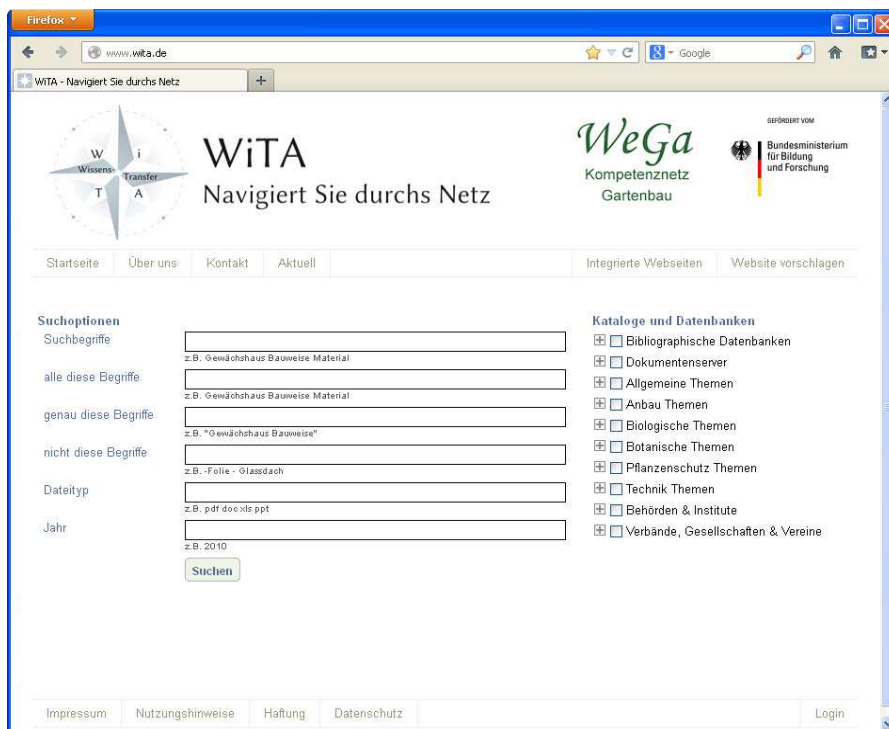 Firefox
www.wita.de
Google
WiTA - Navigiert Sie durchs Netz
W i
Wissens- Transfer
T A
WiTA
Navigiert Sie durchs Netz
WeGa
Kompetenznetz
Gartenbau
GEFÖRDERT VOM
Bundesministerium
für Bildung
und Forschung
Startseite
Über uns
Kontakt
Aktuell
Integrierte Webseiten
Website vorschlagen
Suchoptionen
Suchbegriffe
z.B. Gewächshaus Bauweise Material
alle diese Begriffe
z.B. Gewächshaus Bauweise Material
genau diese Begriffe
z.B. "Gewächshaus Bauweise"
nicht diese Begriffe
z.B. -Folie - Glassdach
Dateityp
z.B. pdf doc xls ppt
Jahr
z.B. 2010
Suchen
Kataloge und Datenbanken
Bibliographische Datenbanken
Dokumentenserver
Allgemeine Themen
Anbau Themen
Biologische Themen
Botanische Themen
Pflanzenschutz Themen
Technik Themen
Behörden & Institute
Verbände, Gesellschaften & Vereine
Impressum
Nutzungshinweise
Haftung
Datenschutz
Login